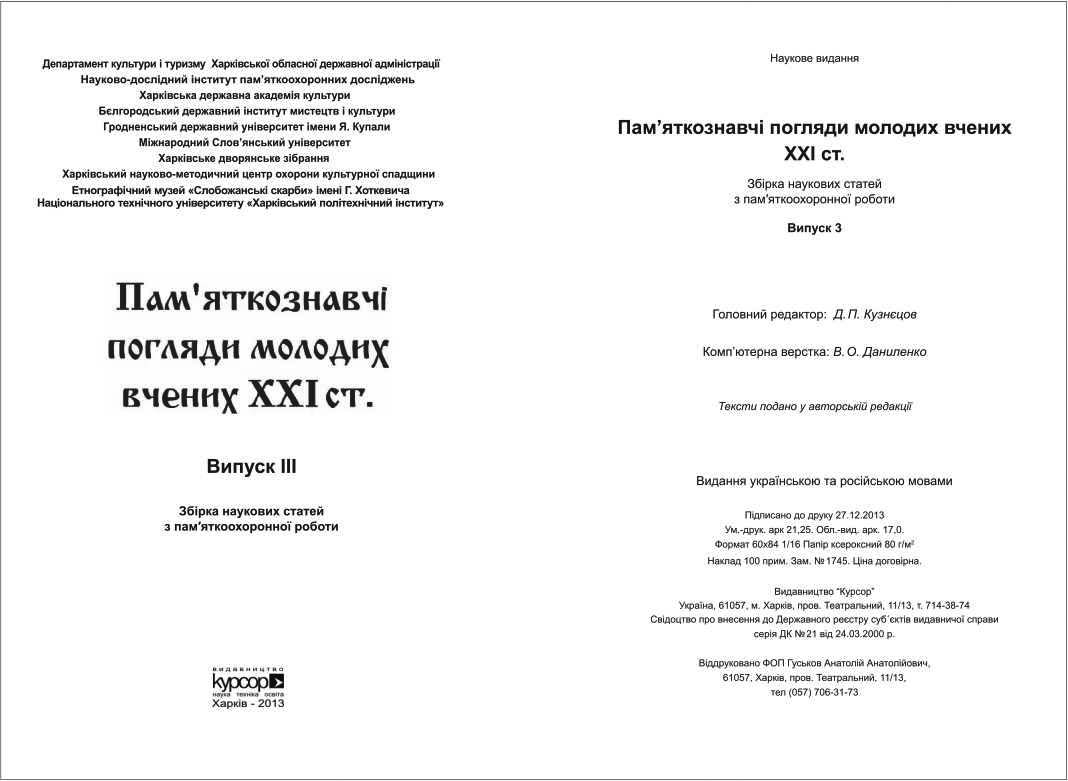 Департамент культури і туризму Харківської обласної державної адміністрації
Науково-дослідний інститут пам’яткоохоронних досліджень
Харківська державна академія культури
Бєлгородський державний інститут мистецтв і культури
Гродненський державний університет імени Я. Купали
Міжнародний Слов’янський університет
Харківське дворянське зібрання
Харківський науково-методичний центр охорони культурної спадщини
Етнографічний музей «Слобожанські скарби» імені Г. Хоткевича
Національного технічного університету «Харківський політехнічний інститут»
Пам'яткознавчі
погляди молодих
вчених XXI ст.
Випуск III
Збірка наукових статей
з пам’яткоохоронної роботи
видавництво
курсор
наука техніка освіта
Харків - 2013
Наукове видання
Пам’яткознавчі погляди молодих вчених
XXI ст.
Збірка наукових статей
з пам’яткоохоронної роботи
Випуск 3
Головний редактор: Д. П. Кузнєцов
Комп’ютерна верстка: В. О. Даниленко
Тексти подано у авторській редакції
Видання українською та російською мовами
Підписано до друку 27.12.2013
Ум.-друк. арк 21,25. Обл.-вид. арк. 17,0.
Формат 60х84 1/16 Папір ксероксний 80 г/м²
Наклад 100 прим. Зам. № 1745. Ціна договірна.
Видавництво “Курсор”
Україна, 61057, м. Харків, пров. Театральний, 11/13, т. 714-38-74
Свідоцтво про внесення до Державного реєстру суб´єктів видавничої справи
серія ДК № 21 від 24.03.2000 р.
Віддруковано ФОП Гуськов Анатолій Анатолійович,
61057, Харків, пров. Театральний, 11/13,
тел (057) 706-31-73